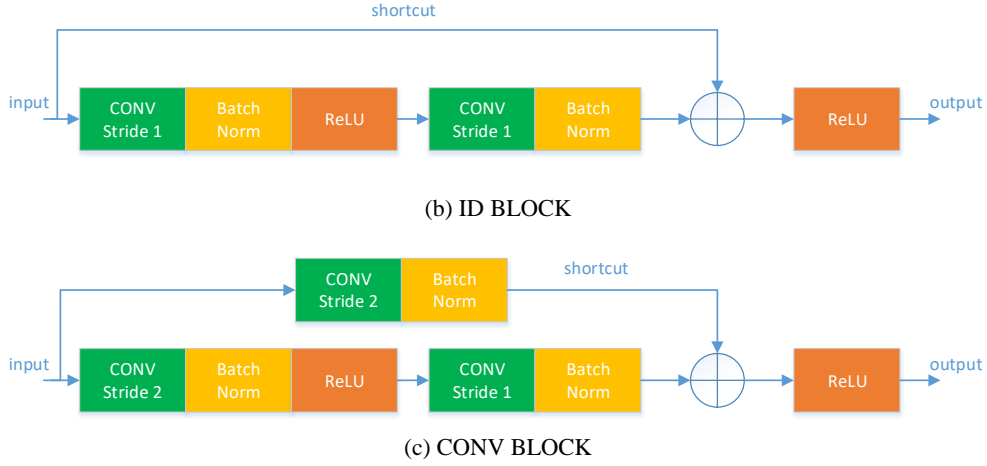 shortcut
input
CONV
Stride 1
Batch
Norm
ReLU
CONV
Stride 1
Batch
Norm
ReLU
output
(b) ID BLOCK
CONV
Stride 2
Batch
Norm
shortcut
input
CONV
Stride 2
Batch
Norm
ReLU
CONV
Stride 1
Batch
Norm
ReLU
output
(c) CONV BLOCK